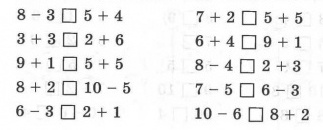 8 − 3 □ 5 + 4
3 + 3 □ 2 + 6
9 + 1 □ 5 + 5
8 + 2 □ 10 − 5
6 − 3 □ 2 + 1
7 + 2 □ 5 + 5
6 + 4 □ 9 + 1
8 − 4 □ 2 + 3
7 − 5 □ 6 + 3
10 − 6 □ 8 + 2